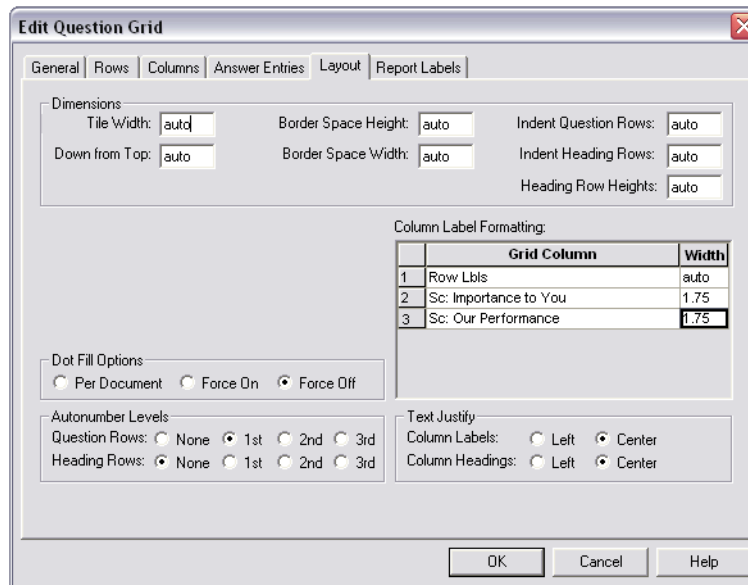 Edit Question Grid
General Rows Columns Answer Entries Layout Report Labels
Dimensions
Tile Width: auto Border Space Height: auto Indent Question Rows: auto
Down from Top: auto Border Space Width: auto Indent Heading Rows: auto
Heading Row Heights: auto
Column Label Formatting:
Grid Column Width
1 Row Lbls auto
2 Sc: Importance to You 1.75
3 Sc: Our Performance 1.75
Dot Fill Options
Per Document Force On Force Off
Autonumber Levels
Question Rows: None 1st 2nd 3rd
Heading Rows: None 1st 2nd 3rd
Text Justify
Column Labels: Left Center
Column Headings: Left Center
OK Cancel Help